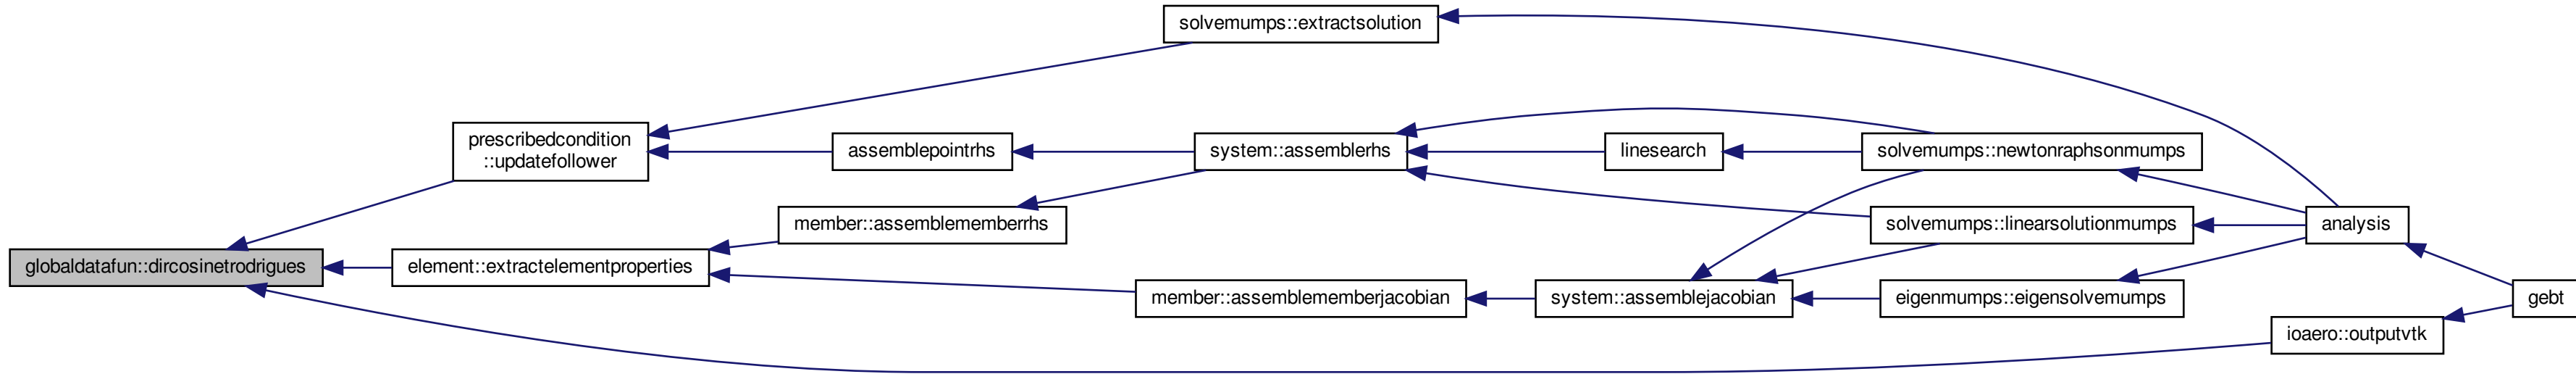 solvemumps::extractsolution
prescribedcondition
::updatefollower
assemblepointrhs
system::assemblerhs
linesearch
solvemumps::newtonraphsonmumps
member::assemblememberrhs
solvemumps::linearsolutionmumps
analysis
globaldatafun::dircosinetrodrigues
element::extractelementproperties
member::assemblememberjacobian
system::assemblejacobian
eigenmumps::eigensolvemumps
gebt
ioaero::outputvtk